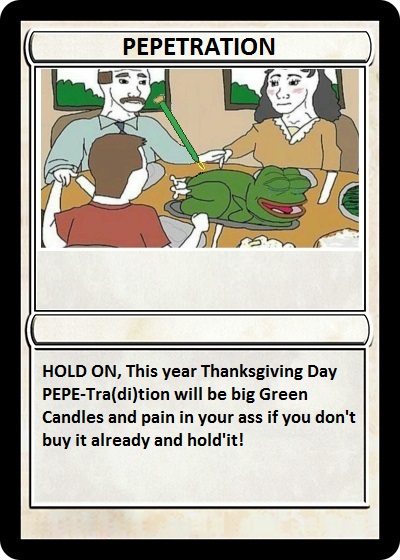 PEPETRATION
HOLD ON, This year Thanksgiving Day
PEPE-Tra(di)tion will be big Green
Candles and pain in your ass if you don't
buy it already and hold'it!